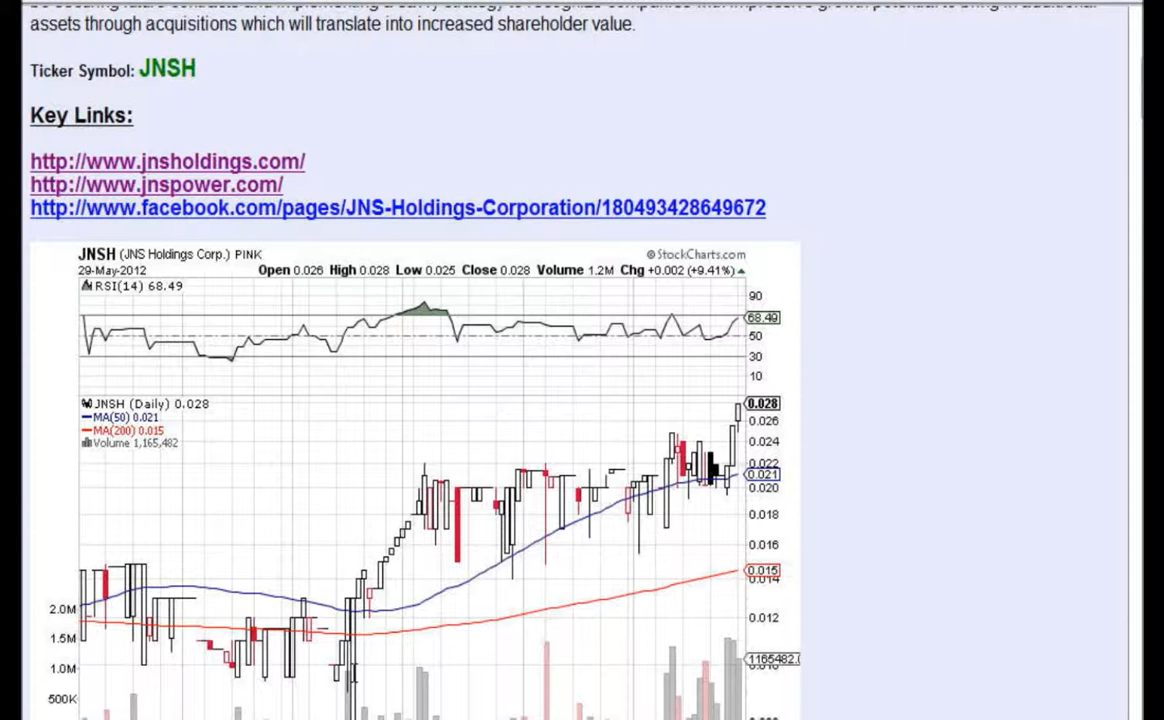 assets through acquisitions which will translate into increased shareholder value.
Ticker Symbol: JNSH
Key Links:
http://www.jnsholdings.com/
http://www.jnspower.com/
http://www.facebook.com/pages/JNS-Holdings-Corporation/180493428649672
JNSH (JNS Holdings Corp.) PINK © StockCharts.com
29-May-2012 Open 0.026 High 0.028 Low 0.025 Close 0.028 Volume 1.2M Chg +0.002 (+9.41%)
RSI(14) 68.49
90
68.49
50
30
10
JNSH (Daily) 0.028
MA(50) 0.021
MA(200) 0.015
Volume 1,165,482
0.028
0.026
0.024
0.022
0.021
0.020
0.018
0.016
0.015
0.014
0.012
2.0M
1.5M
1.0M
500K
1165482.0